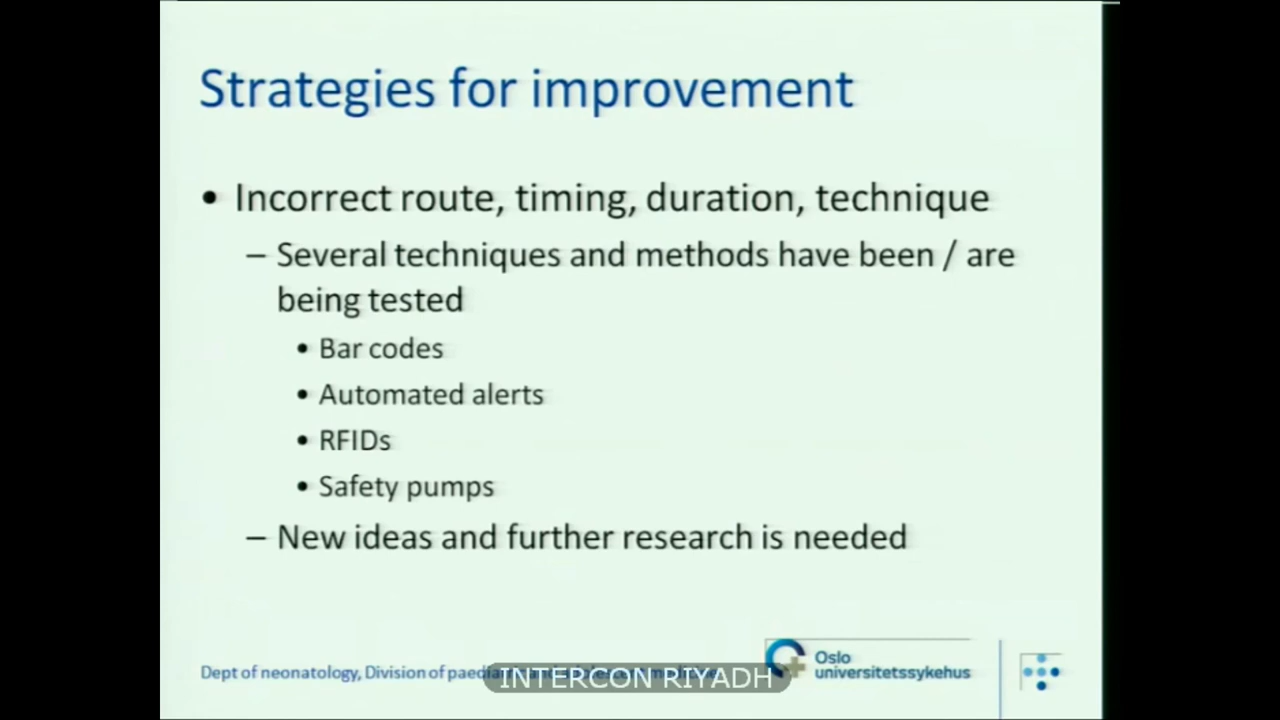 Strategies for improvement
• Incorrect route, timing, duration, technique
– Several techniques and methods have been / are
being tested
• Bar codes
• Automated alerts
• RFIDs
• Safety pumps
– New ideas and further research is needed
Dept of neonatology, Division of
INTERCON RIYADH
Oslo
universitetssykehus